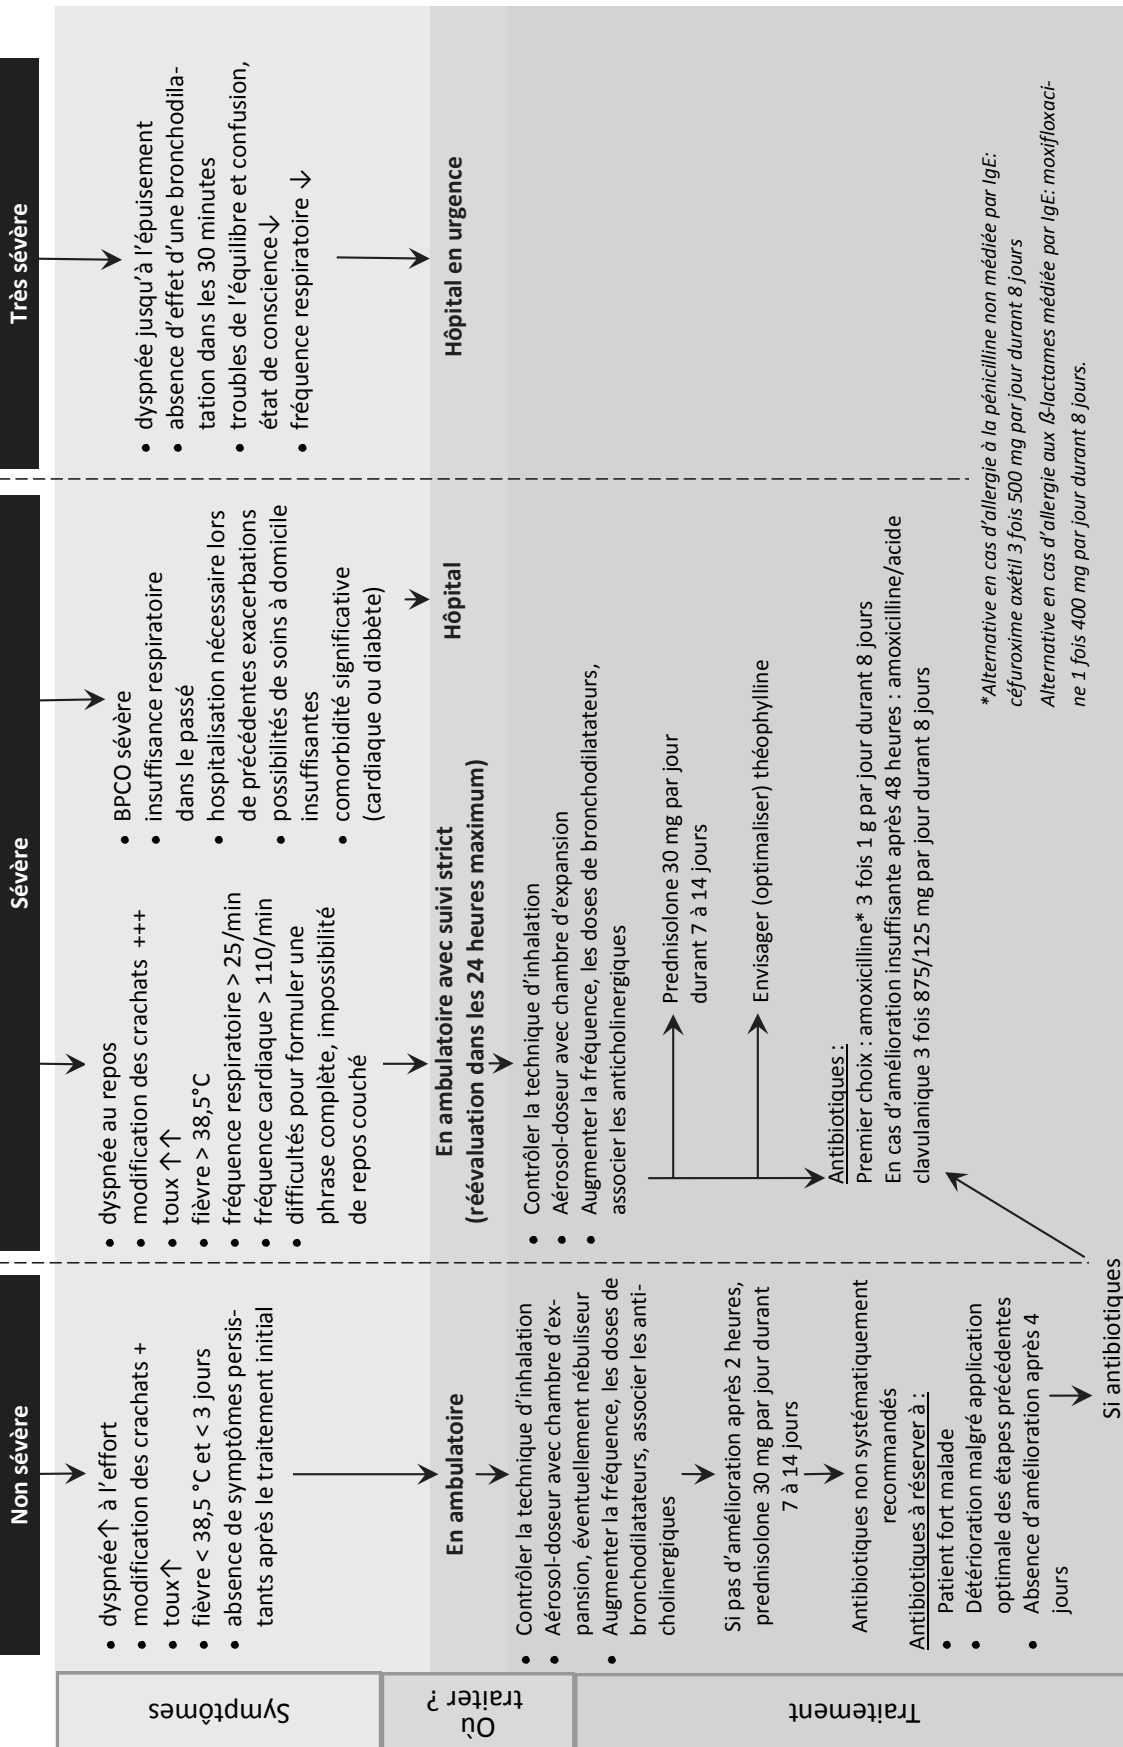 Non sévère
Sévère
Très sévère
Symptômes
• dyspnée↑ à l'effort
• modification des crachats +
• toux↑
• fièvre < 38,5 °C et < 3 jours
• absence de symptômes persis-
tants après le traitement initial
• dyspnée au repos
• modification des crachats +++
• toux ↑↑
• fièvre > 38,5°C
• fréquence respiratoire > 25/min
• fréquence cardiaque > 110/min
• difficultés pour formuler une
phrase complète, impossibilité
de repos couché
• BPCO sévère
• insuffisance respiratoire
dans le passé
• hospitalisation nécessaire lors
de précédentes exacerbations
• possibilités de soins à domicile
insuffisantes
• comorbidité significative
(cardiaque ou diabète)
• dyspnée jusqu'à l'épuisement
• absence d'effet d'une bronchodila-
tation dans les 30 minutes
• troubles de l'équilibre et confusion,
état de conscience↓
• fréquence respiratoire ↓
Où
traiter ?
En ambulatoire
En ambulatoire avec suivi strict
(réévaluation dans les 24 heures maximum)
Hôpital
Hôpital en urgence
Traitement
• Contrôler la technique d'inhalation
• Aérosol-doseur avec chambre d'ex-
pansion, éventuellement nébuliseur
• Augmenter la fréquence, les doses de
bronchodilatateurs, associer les anti-
cholinergiques
Si pas d'amélioration après 2 heures,
prednisolone 30 mg par jour durant
7 à 14 jours
Antibiotiques non systématiquement
recommandés
Antibiotiques à réserver à :
• Patient fort malade
• Détérioration malgré application
optimale des étapes précédentes
• Absence d'amélioration après 4
jours
Si antibiotiques
• Contrôler la technique d'inhalation
• Aérosol-doseur avec chambre d'expansion
• Augmenter la fréquence, les doses de bronchodilatateurs,
associer les anticholinergiques
Prednisolone 30 mg par jour
durant 7 à 14 jours
Envisager (optimaliser) théophylline
Antibiotiques :
Premier choix : amoxicilline* 3 fois 1 g par jour durant 8 jours
En cas d'amélioration insuffisante après 48 heures : amoxicilline/acide
clavulanique 3 fois 875/125 mg par jour durant 8 jours
*Alternative en cas d'allergie à la pénicilline non médiée par IgE:
céfuroxime axétil 3 fois 500 mg par jour durant 8 jours
Alternative en cas d'allergie aux ß-lactames médiée par IgE: moxifloxaci-
ne 1 fois 400 mg par jour durant 8 jours.